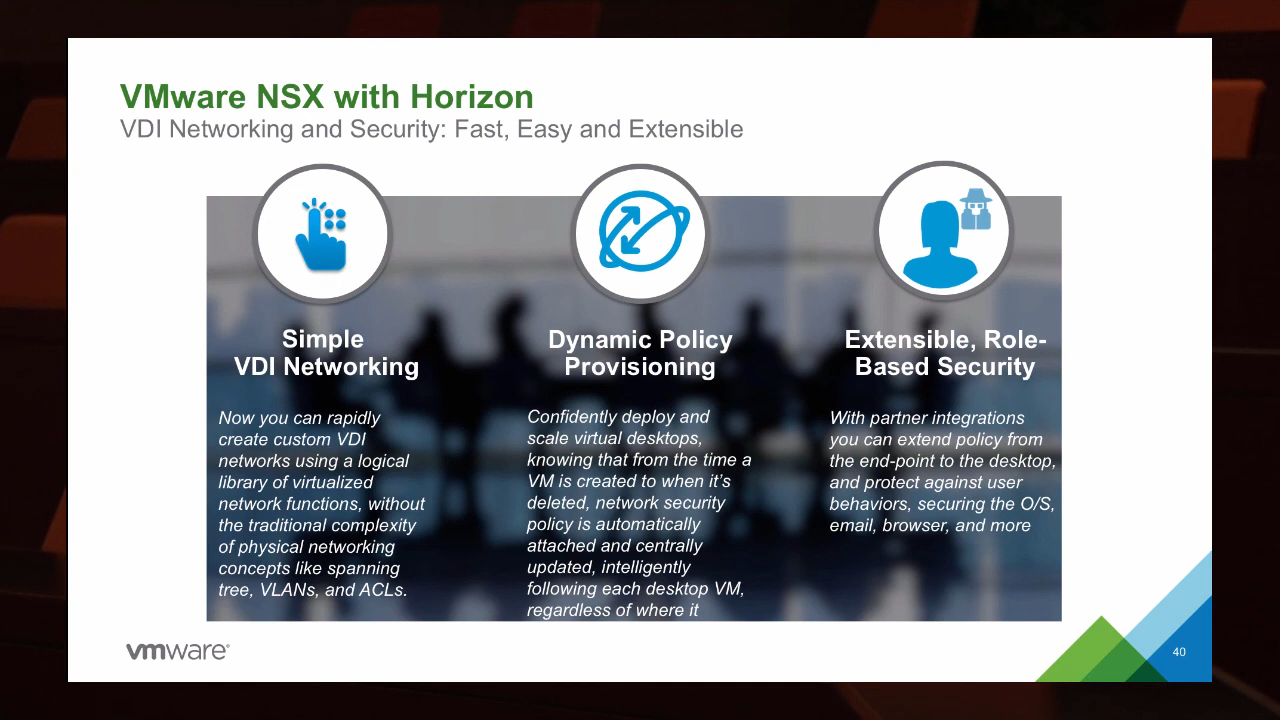 VMware NSX with Horizon
VDI Networking and Security: Fast, Easy and Extensible
Simple
VDI Networking
Now you can rapidly
create custom VDI
networks using a logical
library of virtualized
network functions, without
the traditional complexity
of physical networking
concepts like spanning
tree, VLANs, and ACLs.
Dynamic Policy
Provisioning
Confidently deploy and
scale virtual desktops,
knowing that from the time a
VM is created to when it’s
deleted, network security
policy is automatically
attached and centrally
updated, intelligently
following each desktop VM,
regardless of where it
Extensible, Role-
Based Security
With partner integrations
you can extend policy from
the end-point to the desktop,
and protect against user
behaviors, securing the O/S,
email, browser, and more
vmware®
40